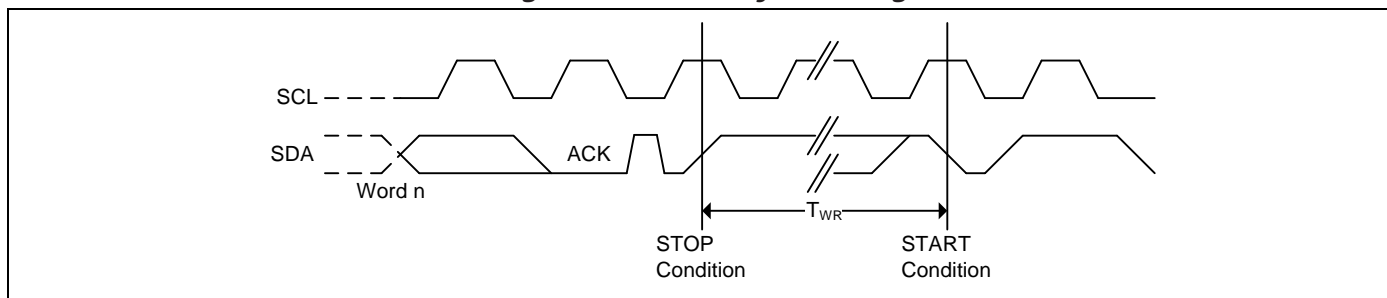 SCL
SDA
ACK
Word n
TWR
STOP
Condition
START
Condition